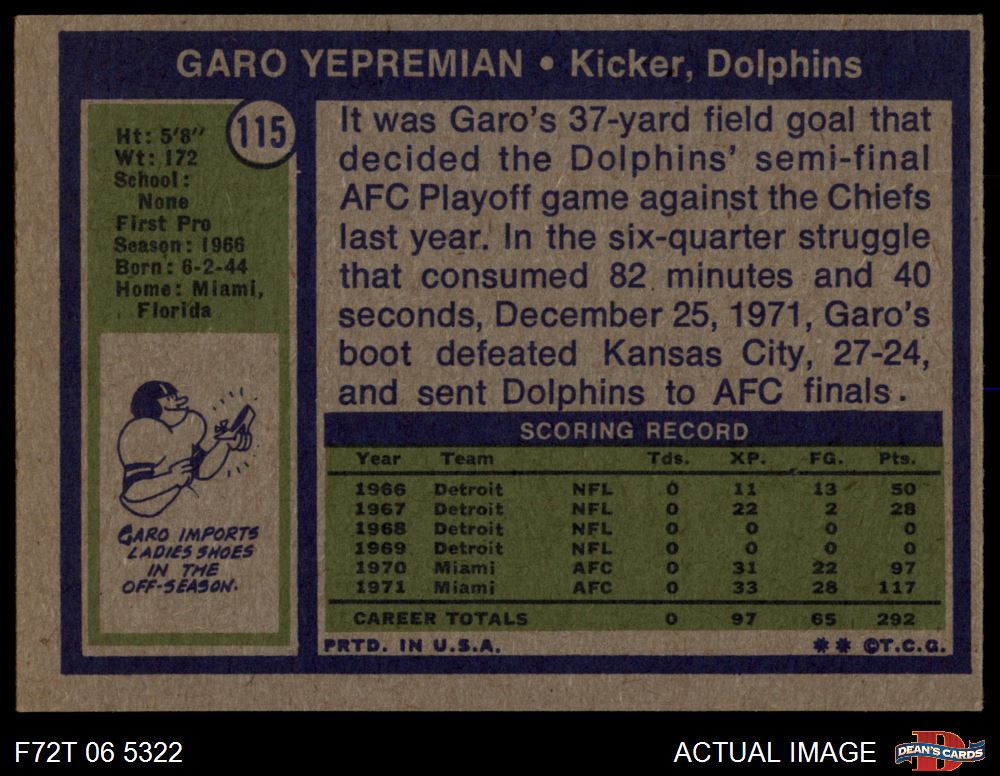 GARO YEPREMIAN • Kicker, Dolphins
115
Ht: 5'8"
Wt: 172
School:
None
First Pro
Season: 1966
Born: 6-2-44
Home: Miami,
Florida
GARO IMPORTS
LADIES SHOES
IN THE
OFF-SEASON.
It was Garo's 37-yard field goal that
decided the Dolphins' semi-final
AFC Playoff game against the Chiefs
last year. In the six-quarter struggle
that consumed 82 minutes and 40
seconds, December 25, 1971, Garo's
boot defeated Kansas City, 27-24,
and sent Dolphins to AFC finals.
SCORING RECORD
Year Team Tds. XP. FG. Pts.
1966 Detroit NFL 0 11 13 50
1967 Detroit NFL 0 22 2 28
1968 Detroit NFL 0 0 0 0
1969 Detroit NFL 0 0 0 0
1970 Miami AFC 0 31 22 97
1971 Miami AFC 0 33 28 117
CAREER TOTALS 0 97 65 292
PRTD. IN U.S.A. ** ©T.C.G.
F72T 06 5322
ACTUAL IMAGE
DEAN'S CARDS